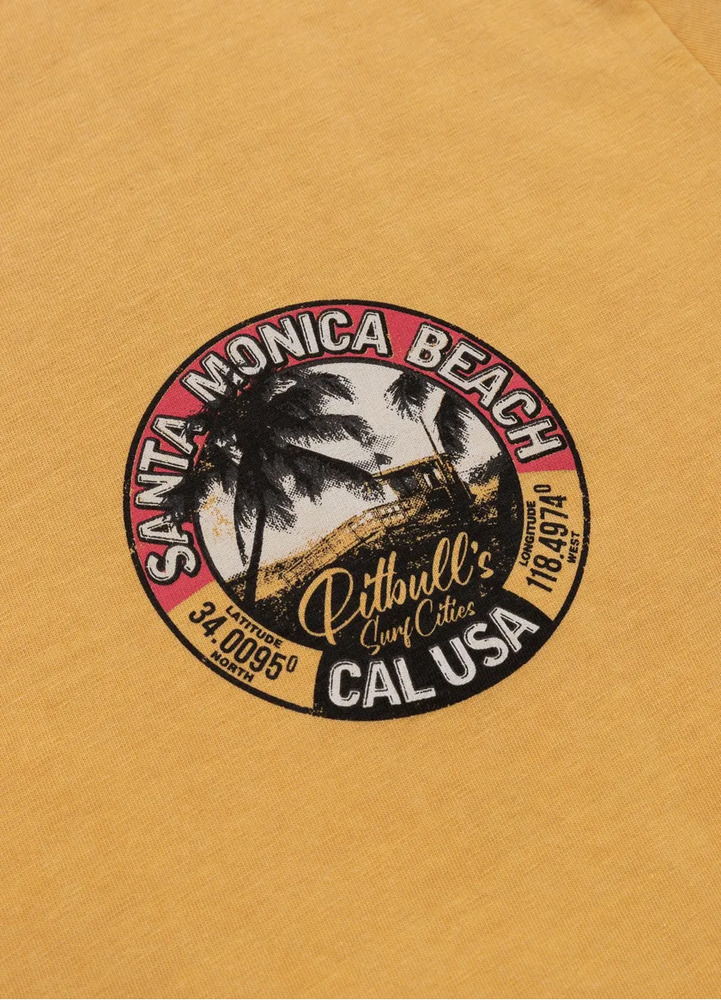 SANTA MONICA BEACH
LATITUDE
34.0095⁰
NORTH
LONGITUDE
118.4974⁰
WEST
Pitbull's
Surf Cities
CAL USA